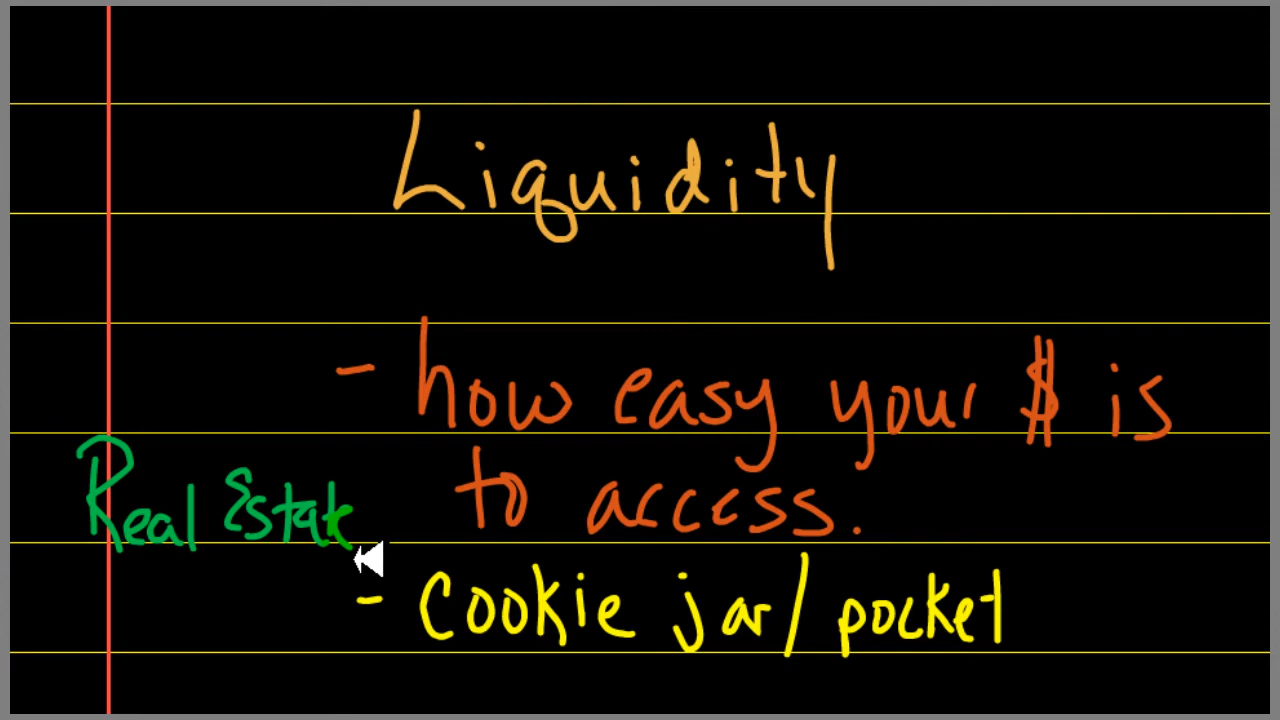 Liquidity
- how easy your $ is
to access.
Real Estate
- Cookie jar/pocket